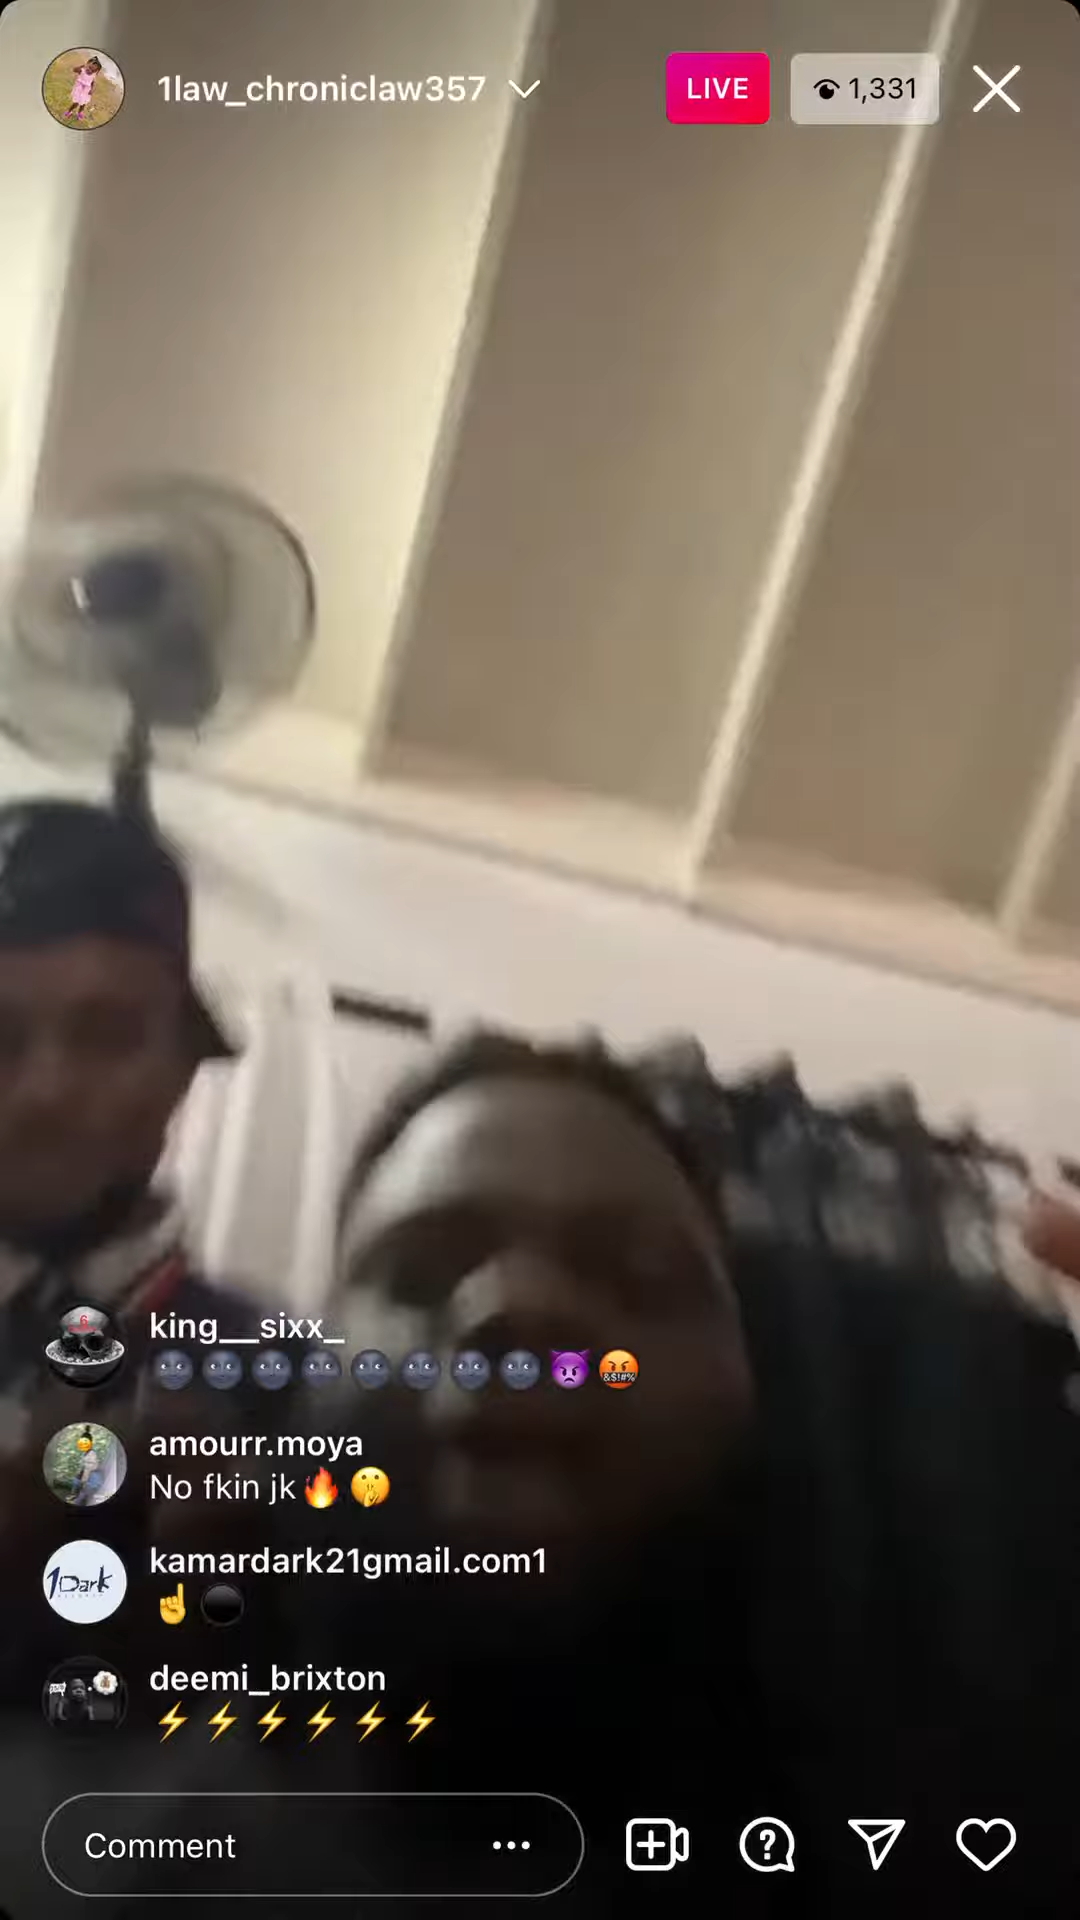 1law_chroniclaw357
LIVE
1,331
king__sixx_
🌚🌚🌚🌚🌚🌚🌚🌚👿🤬
amourr.moya
No fkin jk🔥🤫
kamardark21gmail.com1
☝️⚫
deemi_brixton
⚡⚡⚡⚡⚡⚡
Comment